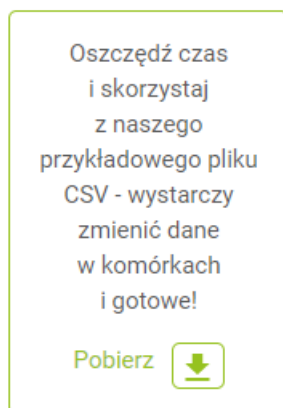 Oszczędź czas
i skorzystaj
z naszego
przykładowego pliku
CSV - wystarczy
zmienić dane
w komórkach
i gotowe!
Pobierz